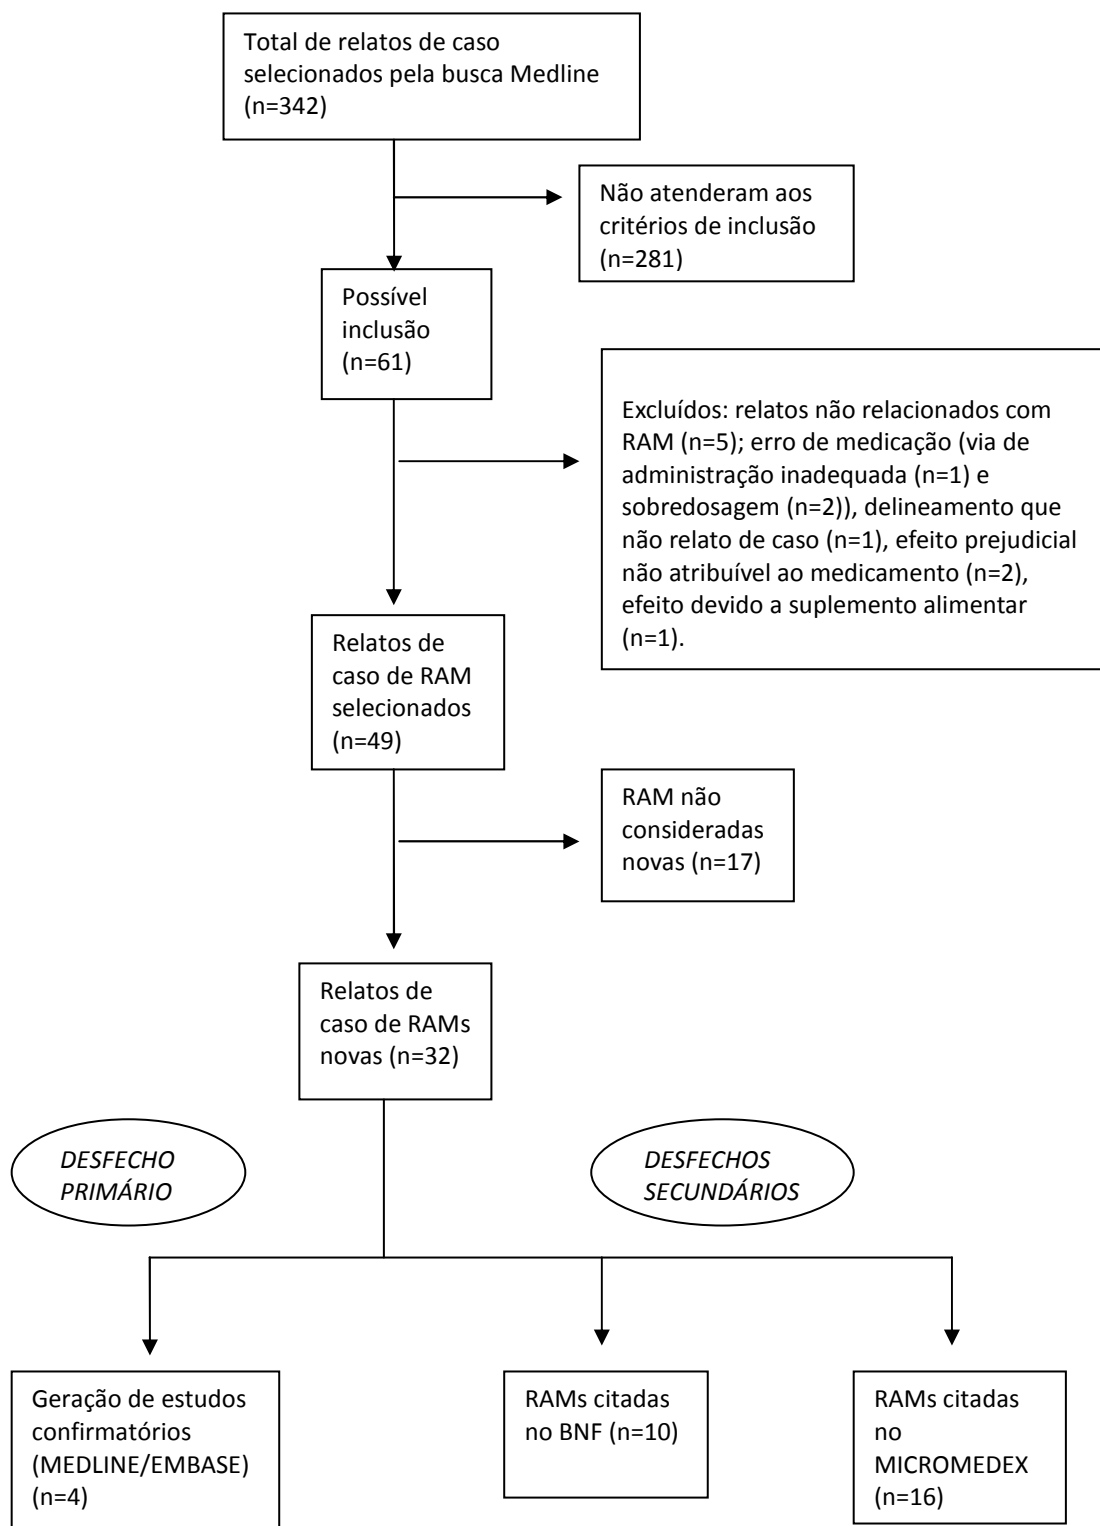 Total de relatos de caso
selecionados pela busca Medline
(n=342)
Não atenderam aos
critérios de inclusão
(n=281)
Possível
inclusão
(n=61)
Excluídos: relatos não relacionados com
RAM (n=5); erro de medicação (via de
administração inadequada (n=1) e
sobredosagem (n=2)), delineamento que
não relato de caso (n=1), efeito prejudicial
não atribuível ao medicamento (n=2),
efeito devido a suplemento alimentar
(n=1).
Relatos de
caso de RAM
selecionados
(n=49)
RAM não
consideradas
novas (n=17)
Relatos de
caso de RAMs
novas (n=32)
DESFECHO
PRIMÁRIO
DESFECHOS
SECUNDÁRIOS
Geração de estudos
confirmatórios
(MEDLINE/EMBASE)
(n=4)
RAMs citadas
no BNF (n=10)
RAMs citadas
no
MICROMEDEX
(n=16)